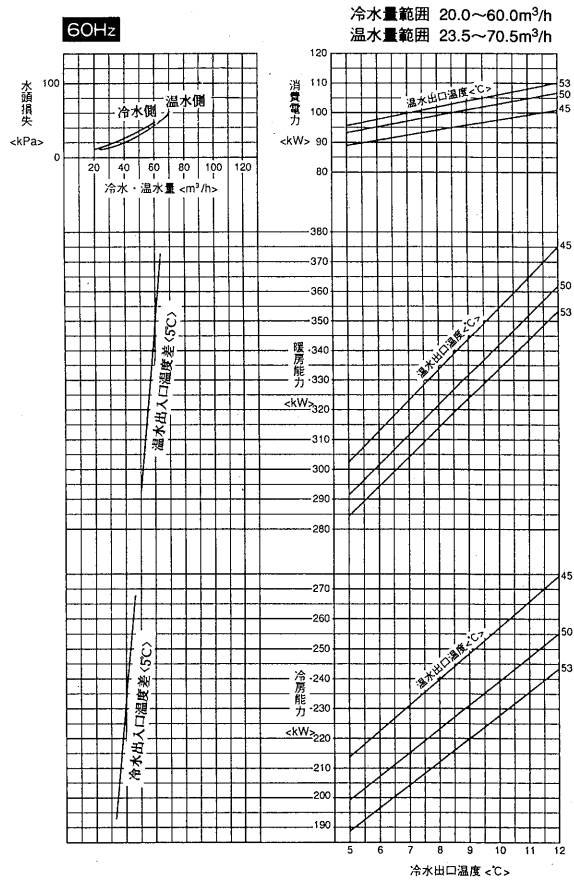 60Hz
冷水量範囲 20.0〜60.0m³/h
温水量範囲 23.5〜70.5m³/h
水頭損失
<kPa>
100
0
冷水側
温水側
20 40 60 80 100 120
冷水・温水量 <m³/h>
消費電力
<kW>
120
110
100
90
80
温水出口温度<℃>
53
50
45
暖房能力
<kW>
380
370
360
350
340
330
320
310
300
290
280
温水出口温度<℃>
45
50
53
温水出入口温度差<5℃>
冷房能力
<kW>
270
260
250
240
230
220
210
200
190
温水出口温度<℃>
45
50
53
冷水出入口温度差<5℃>
5 6 7 8 9 10 11 12
冷水出口温度 <℃>